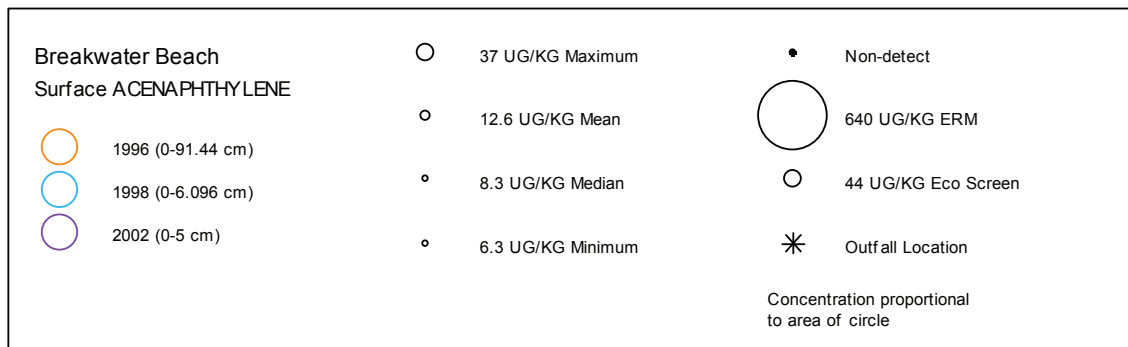 Breakwater Beach
Surface ACENAPHTHYLENE
1996 (0-91.44 cm)
1998 (0-6.096 cm)
2002 (0-5 cm)
37 UG/KG Maximum
12.6 UG/KG Mean
8.3 UG/KG Median
6.3 UG/KG Minimum
Non-detect
640 UG/KG ERM
44 UG/KG Eco Screen
Outfall Location
Concentration proportional
to area of circle